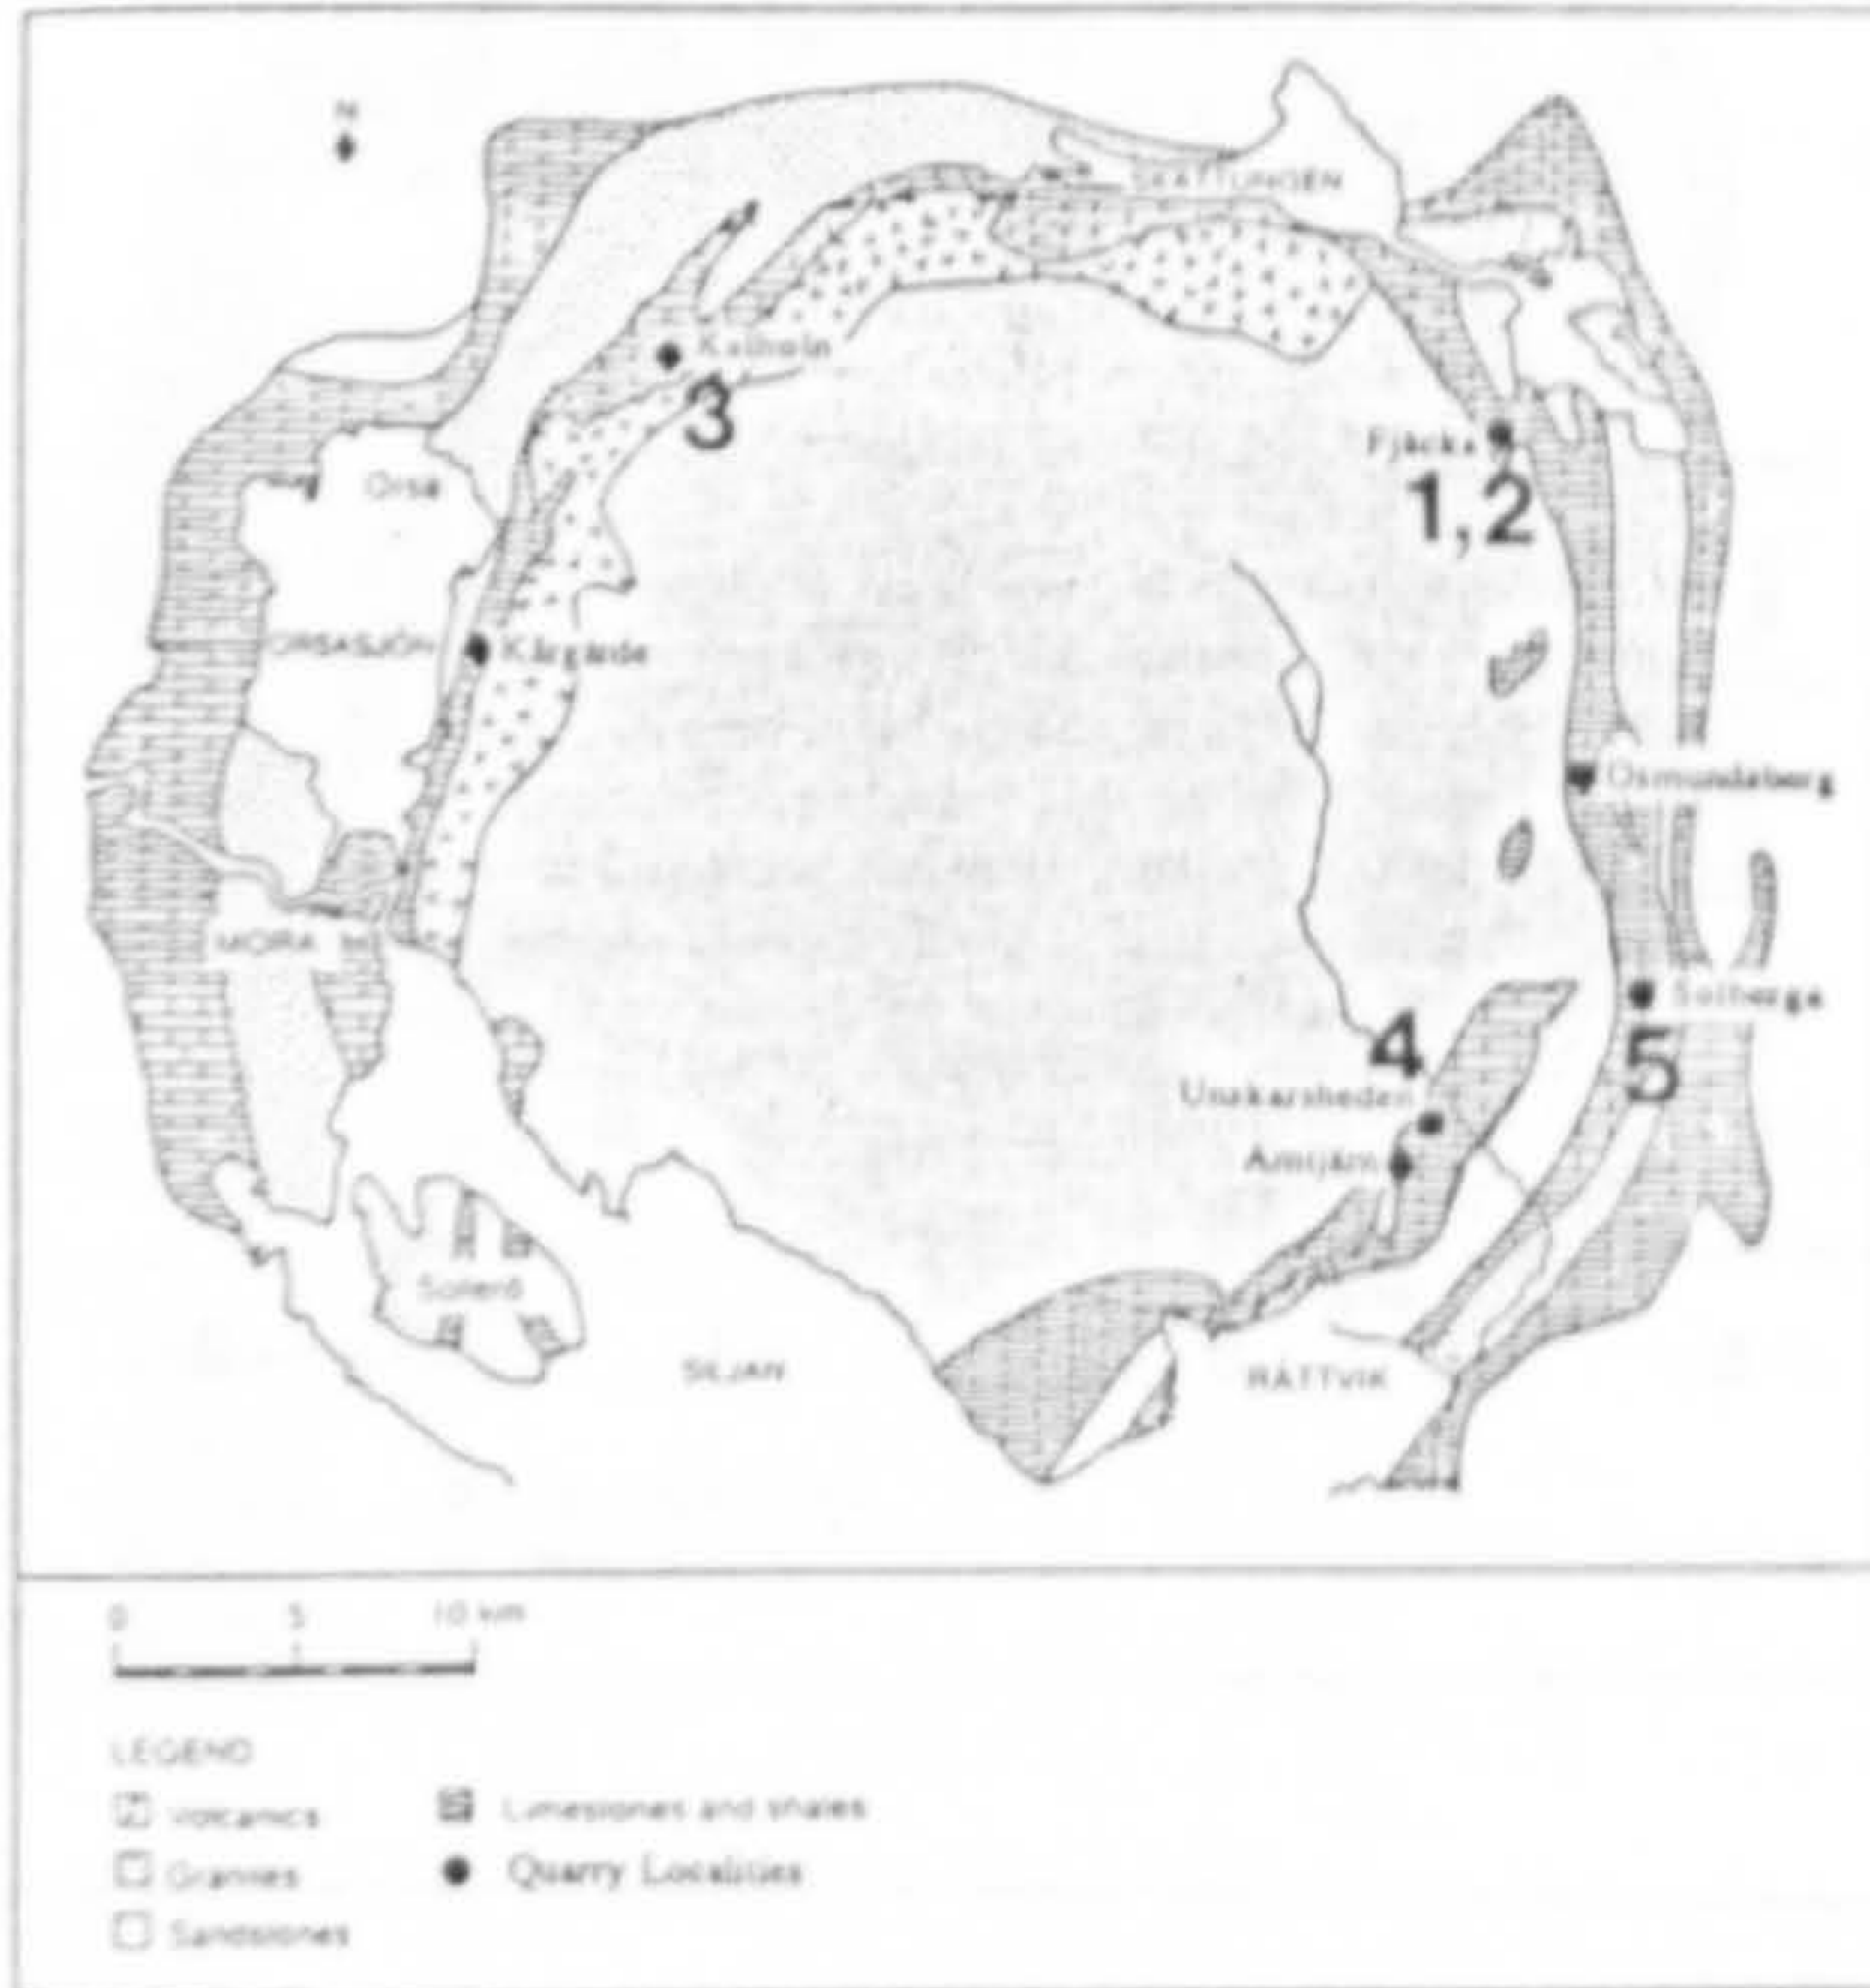 N
SKATTUNGEN
Kalholn
3
Fjäcka
1,2
Orsa
ORSASJÖN
Kårgärde
Osmundsberg
MORA
Solberga
4
5
Unskarsheden
Amtjärn
Sollerö
SILJAN
RÄTTVIK
0 5 10 km
LEGEND
Volcanics
Limestones and shales
Granites
Quarry Localities
Sandstones